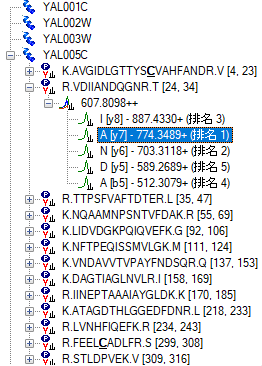 YAL001C
YAL002W
YAL003W
YAL005C
K.AVGIDLGTTYSCVAHFANDR.V [4, 23]
R.VDIIANDQGNR.T [24, 34]
607.8098++
I [y8] - 887.4330+ (排名 3)
A [y7] - 774.3489+ (排名 1)
N [y6] - 703.3118+ (排名 2)
D [y5] - 589.2689+ (排名 5)
A [b5] - 512.3079+ (排名 4)
R.TTPSFVAFTDTER.L [35, 47]
K.NQAAMNPSNTVFDAK.R [55, 69]
K.LIDVDGKPQIQVEFK.G [92, 106]
K.NFTPEQISSMVLGK.M [111, 124]
K.VNDAVVTVPAYFNDSQR.Q [137, 153]
K.DAGTIAGLNVLR.I [158, 169]
R.IINEPTAAAIAYGLDK.K [170, 185]
K.ATAGDTHLGGEDFDNR.L [218, 233]
R.LVNHFIQEFK.R [234, 243]
R.FEELCADLFR.S [299, 308]
R.STLDPVEK.V [309, 316]